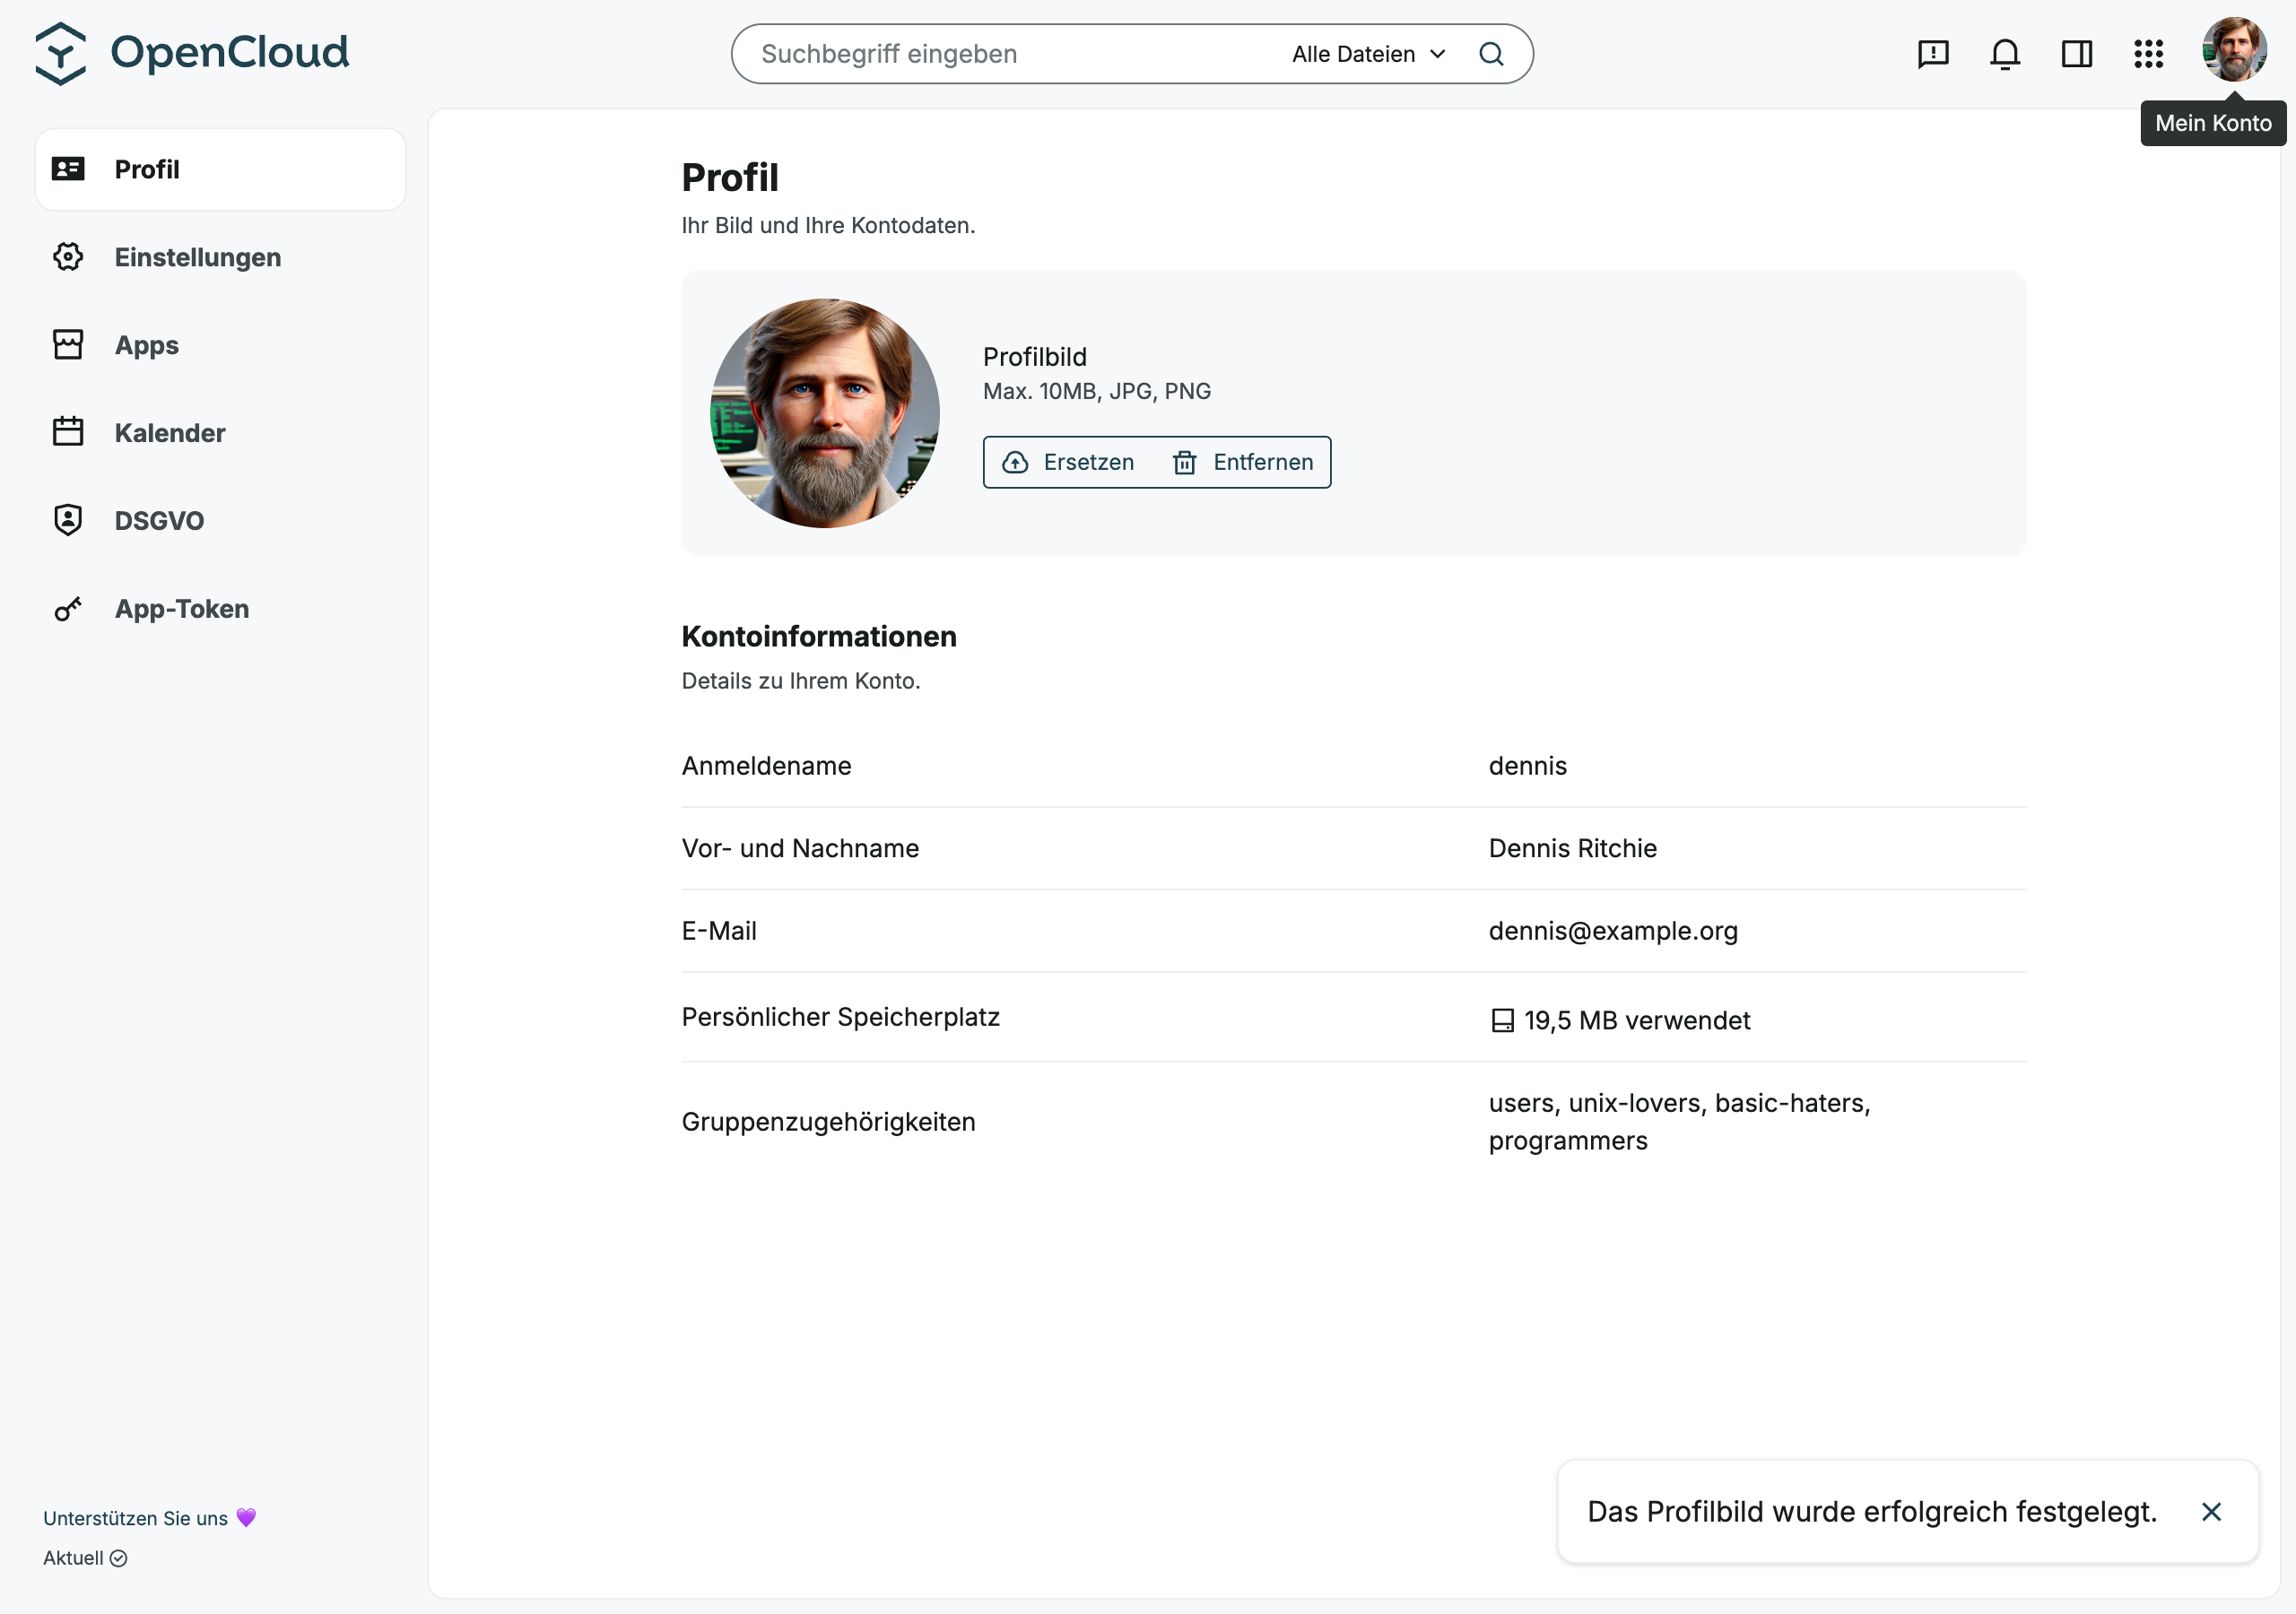 OpenCloud
Suchbegriff eingeben
Alle Dateien
Mein Konto
Profil
Einstellungen
Apps
Kalender
DSGVO
App-Token
Profil
Ihr Bild und Ihre Kontodaten.
Profilbild
Max. 10MB, JPG, PNG
Ersetzen Entfernen
Kontoinformationen
Details zu Ihrem Konto.
Anmeldename dennis
Vor- und Nachname Dennis Ritchie
E-Mail dennis@example.org
Persönlicher Speicherplatz 19,5 MB verwendet
Gruppenzugehörigkeiten users, unix-lovers, basic-haters,
programmers
Das Profilbild wurde erfolgreich festgelegt.
Unterstützen Sie uns 💜
Aktuell